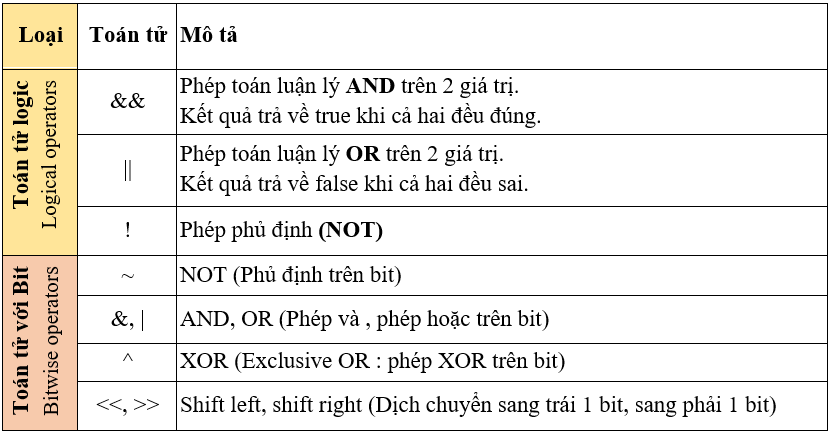 Loại Toán tử Mô tả
Toán tử logic
Logical operators
&&
Phép toán luận lý AND trên 2 giá trị.
Kết quả trả về true khi cả hai đều đúng.
||
Phép toán luận lý OR trên 2 giá trị.
Kết quả trả về false khi cả hai đều sai.
! Phép phủ định (NOT)
Toán tử với Bit
Bitwise operators
~ NOT (Phủ định trên bit)
&, | AND, OR (Phép và , phép hoặc trên bit)
^ XOR (Exclusive OR : phép XOR trên bit)
<<, >> Shift left, shift right (Dịch chuyển sang trái 1 bit, sang phải 1 bit)